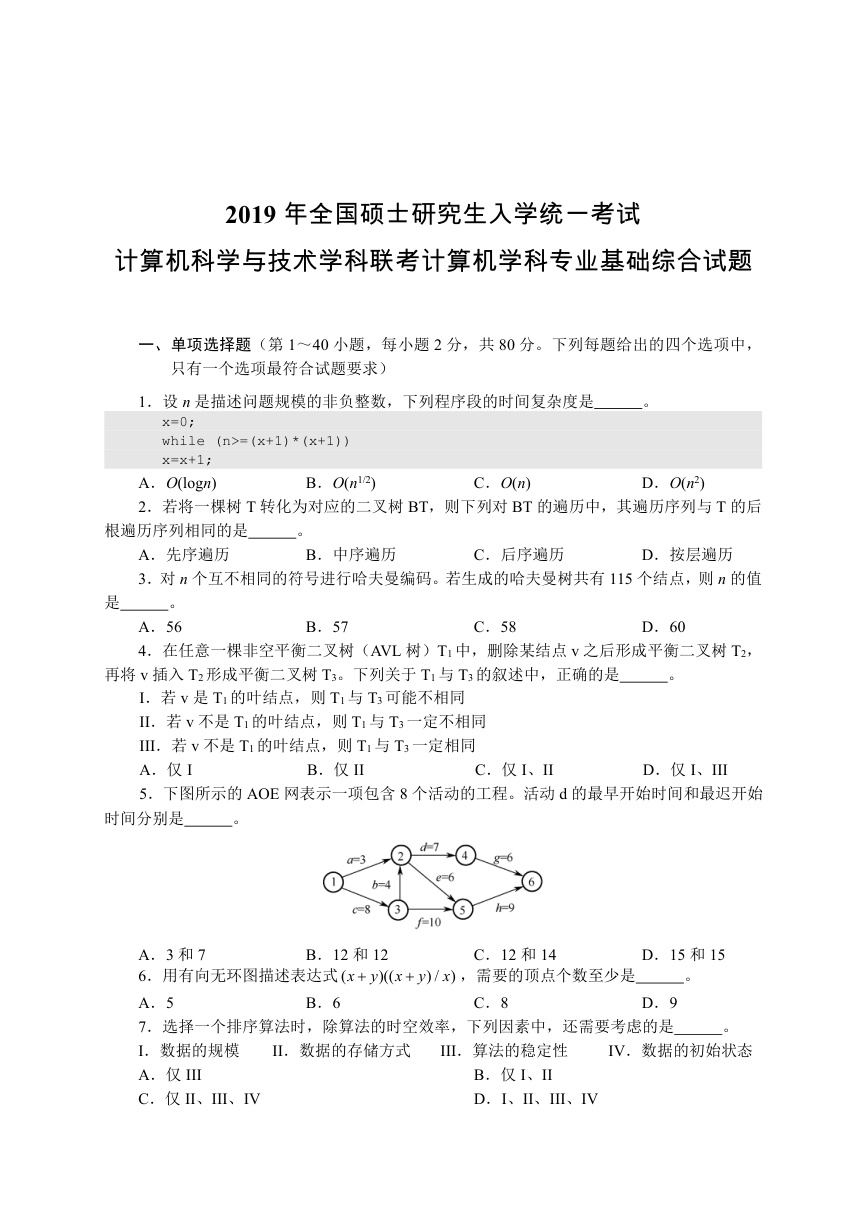 2019 年全国硕士研究生入学统一考试
计算机科学与技术学科联考计算机学科专业基础综合试题
一、单项选择题（第 1～40 小题，每小题 2 分，共 80 分。下列每题给出的四个选项中，
只有一个选项最符合试题要求）
1．设 n 是描述问题规模的非负整数，下列程序段的时间复杂度是______。
x=0;
while (n>=(x+1)*(x+1))
x=x+1;
A．O(logn) B．O(n^{1/2}) C．O(n) D．O(n²)
2．若将一棵树 T 转化为对应的二叉树 BT，则下列对 BT 的遍历中，其遍历序列与 T 的后
根遍历序列相同的是______。
A．先序遍历 B．中序遍历 C．后序遍历 D．按层遍历
3．对 n 个互不相同的符号进行哈夫曼编码。若生成的哈夫曼树共有 115 个结点，则 n 的值
是______。
A．56 B．57 C．58 D．60
4．在任意一棵非空平衡二叉树（AVL 树）T₁中，删除某结点 v 之后形成平衡二叉树 T₂，
再将 v 插入 T₂形成平衡二叉树 T₃。下列关于 T₁与 T₃的叙述中，正确的是______。
I．若 v 是 T₁的叶结点，则 T₁与 T₃可能不相同
II．若 v 不是 T₁的叶结点，则 T₁与 T₃一定不相同
III．若 v 不是 T₁的叶结点，则 T₁与 T₃一定相同
A．仅 I B．仅 II C．仅 I、II D．仅 I、III
5．下图所示的 AOE 网表示一项包含 8 个活动的工程。活动 d 的最早开始时间和最迟开始
时间分别是______。
a=3 2 d=7 4 g=6
1 b=4 e=6 6
c=8 3 f=10 5 h=9
A．3 和 7 B．12 和 12 C．12 和 14 D．15 和 15
6．用有向无环图描述表达式 (x + y)((x + y) / x)，需要的顶点个数至少是______。
A．5 B．6 C．8 D．9
7．选择一个排序算法时，除算法的时空效率，下列因素中，还需要考虑的是______。
I．数据的规模 II．数据的存储方式 III．算法的稳定性 IV．数据的初始状态
A．仅 III B．仅 I、II
C．仅 II、III、IV D．I、II、III、IV